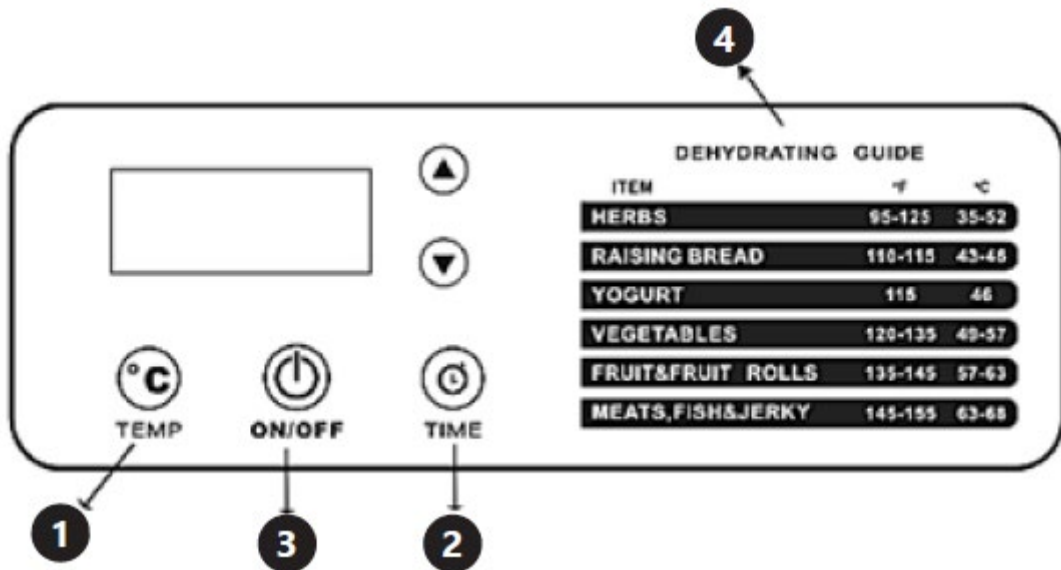 4
DEHYDRATING GUIDE
ITEM °F °C
HERBS 95-125 35-52
RAISING BREAD 110-115 43-46
YOGURT 115 46
VEGETABLES 120-135 49-57
FRUIT&FRUIT ROLLS 135-145 57-63
MEATS,FISH&JERKY 145-155 63-68
°C
TEMP ON/OFF TIME
1 3 2